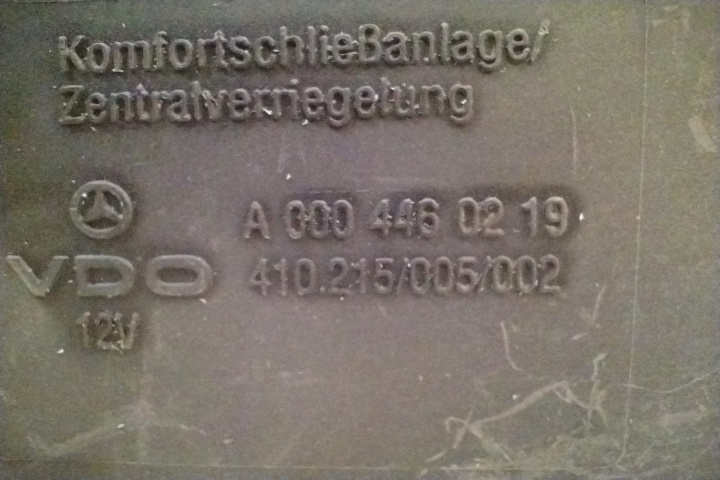 Komfortschließanlage/
Zentralverriegelung
A 000 446 02 19
VDO 410.215/005/002
12V